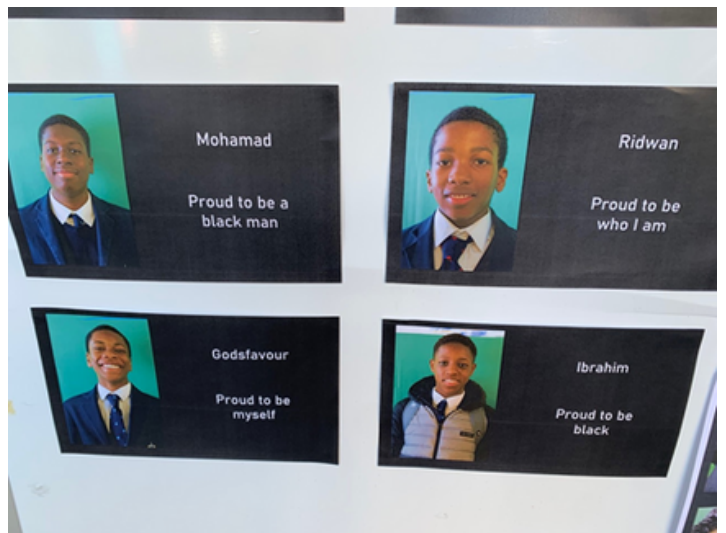 Mohamad
Proud to be a
black man
Ridwan
Proud to be
who I am
Godsfavour
Proud to be
myself
Ibrahim
Proud to be
black